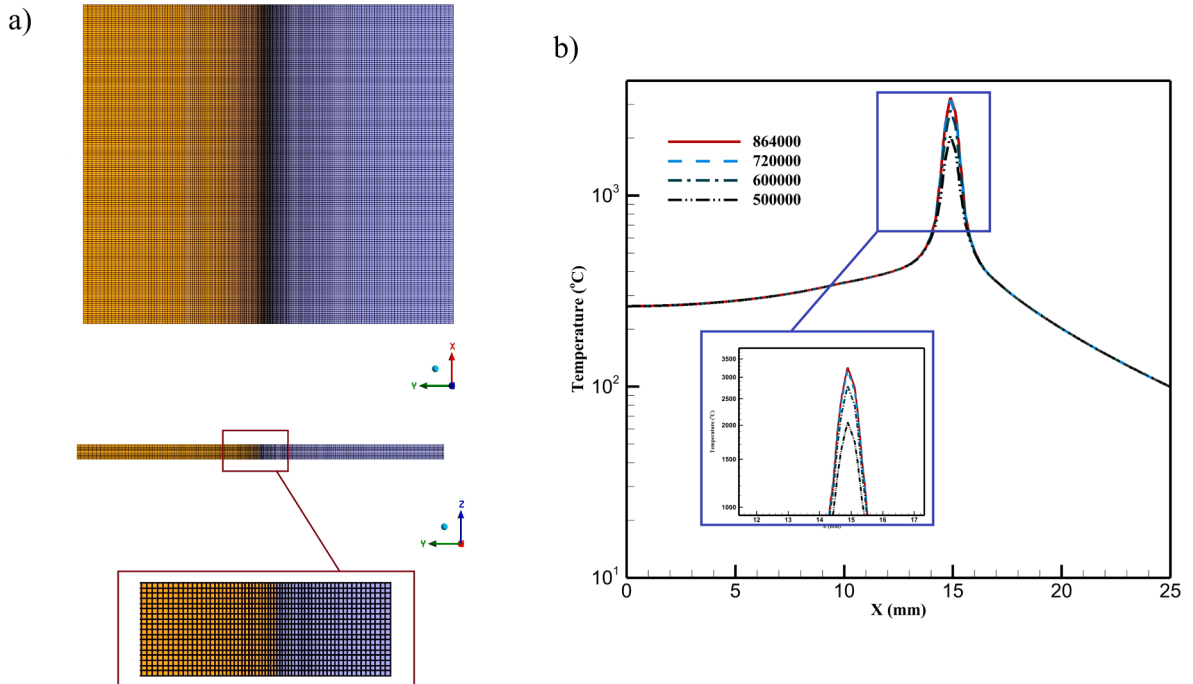 a)
X
Y
Z
Y
b)
864000
720000
600000
500000
Temperature (°C)
10³
10²
10¹
0 5 10 15 20 25
X (mm)
Temperature (°C)
3500
3000
2500
2000
1500
1000
12 13 14 15 16 17
X (mm)